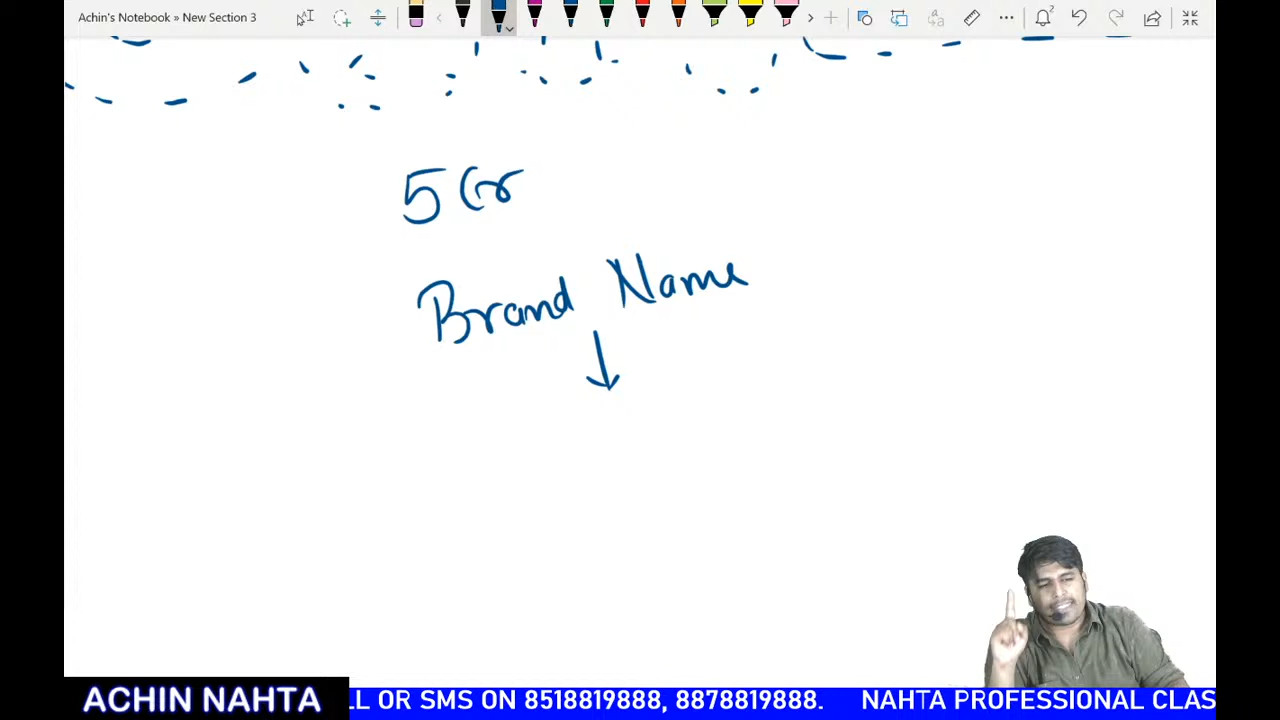 Achin's Notebook » New Section 3
5 Cr
Brand Name
ACHIN NAHTA
LL OR SMS ON 8518819888, 8878819888. NAHTA PROFESSIONAL CLAS